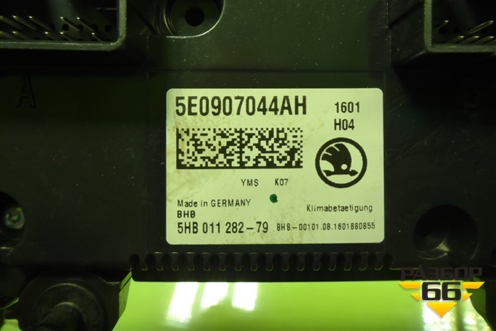 A
5E0907044AH
1601
H04
YMS K07
Made in GERMANY
BHB
Klimabetaetigung
5HB 011 282-79
BHB-00101.08.1601880855
РАЗБОР
66